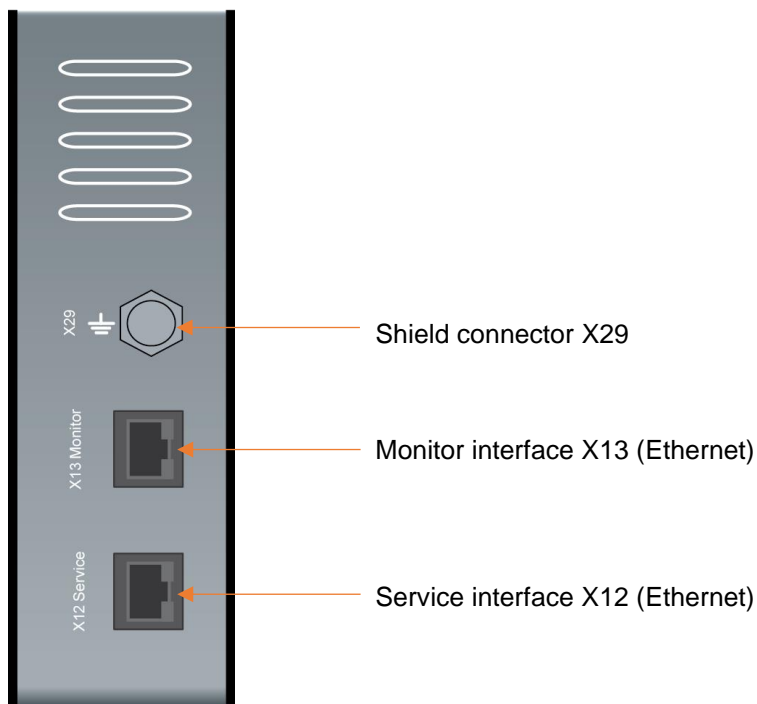 X29
Shield connector X29
X13 Monitor
Monitor interface X13 (Ethernet)
X12 Service
Service interface X12 (Ethernet)